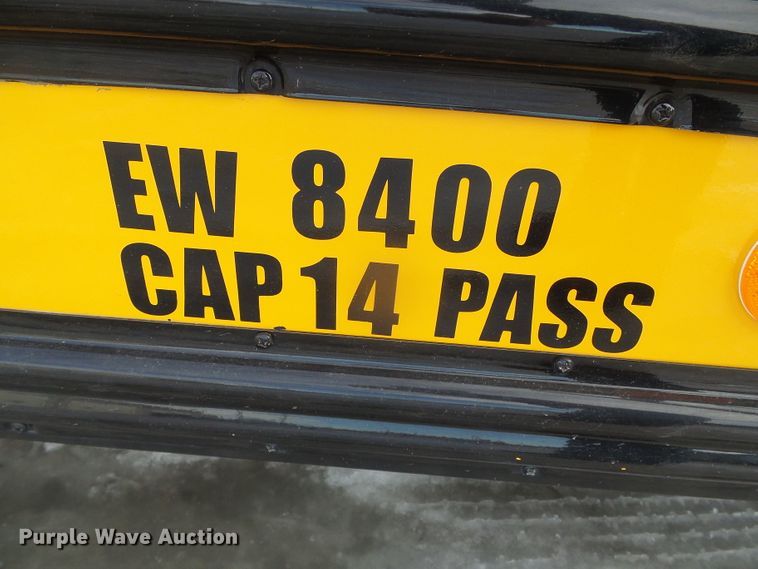 EW 8400
CAP 14 PASS
Purple Wave Auction